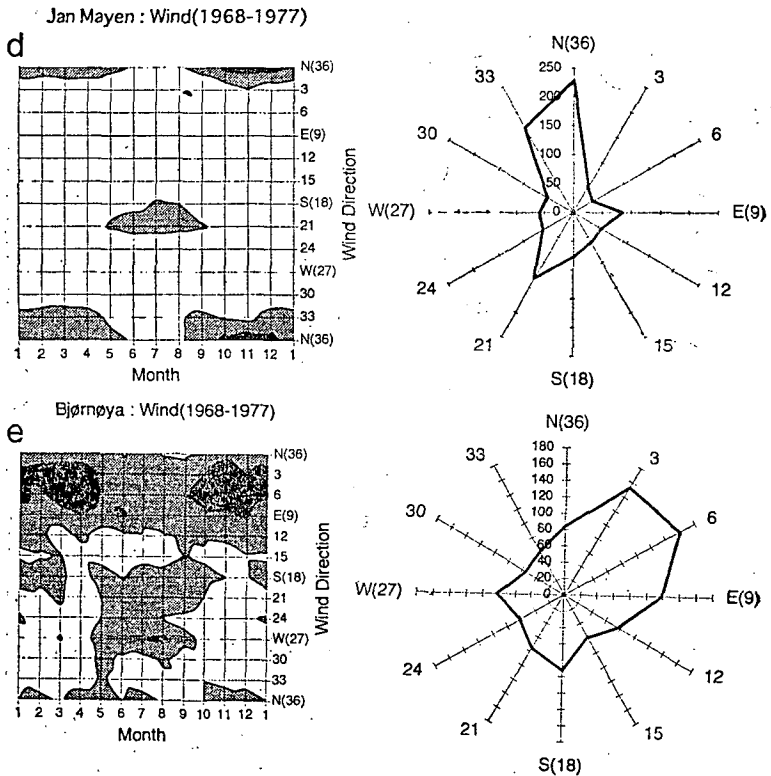 Jan Mayen : Wind(1968-1977)
d
N(36)
3
6
E(9)
12
15
S(18)
21
24
W(27)
30
33
N(36)
Wind Direction
1 2 3 4 5 6 7 8 9 10 11 12 1
Month
N(36)
250
200
150
100
50
0
33
3
30
6
W(27)
E(9)
24
12
21
15
S(18)
Bjørnøya : Wind(1968-1977)
e
N(36)
3
6
E(9)
12
15
S(18)
21
24
W(27)
30
33
N(36)
Wind Direction
1 2 3 4 5 6 7 8 9 10 11 12 1
Month
N(36)
180
160
140
120
100
80
60
40
20
0
33
3
30
6
W(27)
E(9)
24
12
21
15
S(18)